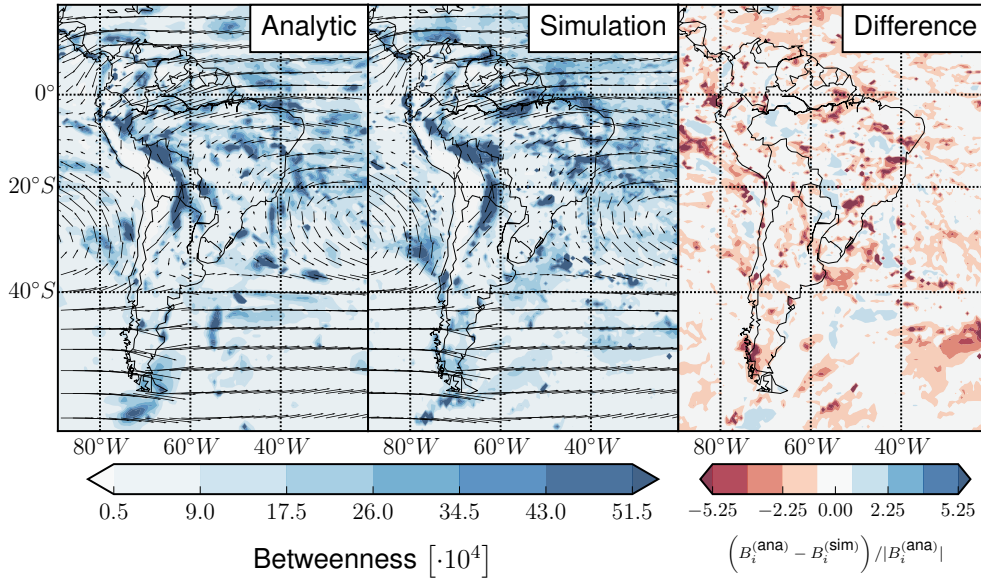 Analytic Simulation Difference
0°
20°S
40°S
80°W 60°W 40°W 80°W 60°W 40°W 80°W 60°W 40°W
0.5 9.0 17.5 26.0 34.5 43.0 51.5 −5.25 −2.25 0.00 2.25 5.25
Betweenness [·10⁴] (B_i^(ana) − B_i^(sim)) / |B_i^(ana)|